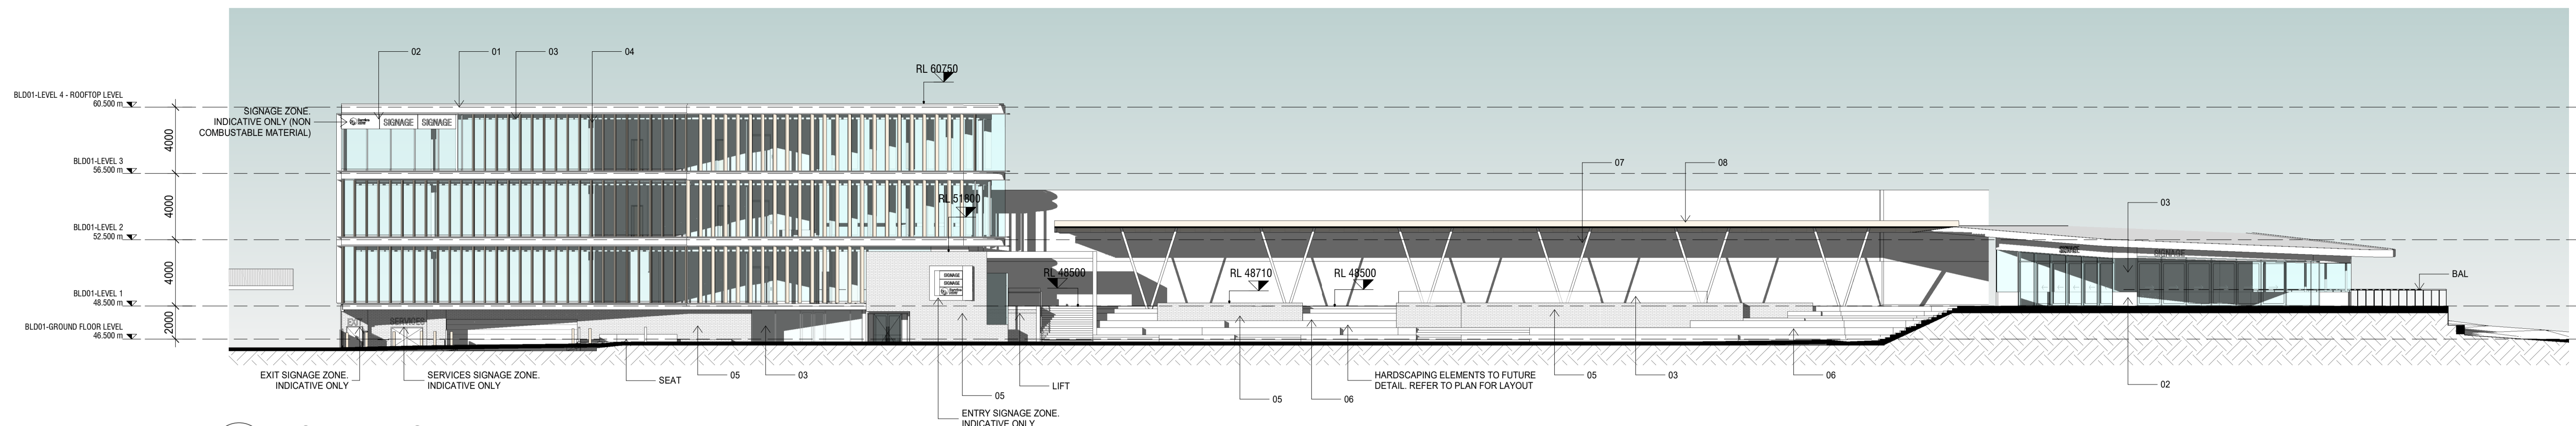 02
01
03
04
RL 60750
BLD01-LEVEL 4 - ROOFTOP LEVEL
60.500 m
SIGNAGE ZONE.
INDICATIVE ONLY (NON
COMBUSTABLE MATERIAL)
SIGNAGE
SIGNAGE
4000
BLD01-LEVEL 3
56.500 m
07
08
4000
RL 51800
03
BLD01-LEVEL 2
52.500 m
SIGNAGE
4000
SIGNAGE
SIGNAGE
RL 48500
RL 48710
RL 48500
BAL
BLD01-LEVEL 1
48.500 m
2000
EXIT
SERVICES
BLD01-GROUND FLOOR LEVEL
46.500 m
EXIT SIGNAGE ZONE.
INDICATIVE ONLY
SERVICES SIGNAGE ZONE.
INDICATIVE ONLY
SEAT
05
03
LIFT
HARDSCAPING ELEMENTS TO FUTURE
DETAIL. REFER TO PLAN FOR LAYOUT
05
03
06
02
05
05
06
ENTRY SIGNAGE ZONE.
INDICATIVE ONLY